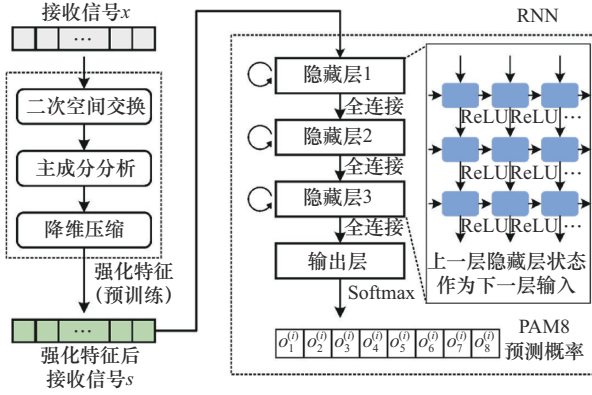 接收信号x
...
二次空间交换
主成分分析
降维压缩
强化特征
(预训练)
...
强化特征后
接收信号s
RNN
隐藏层1
全连接
隐藏层2
全连接
隐藏层3
全连接
输出层
Softmax
ReLU ReLU ...
ReLU ReLU ...
ReLU ReLU ...
上一层隐藏层状态
作为下一层输入
PAM8
预测概率
o₁⁽ⁱ⁾ o₂⁽ⁱ⁾ o₃⁽ⁱ⁾ o₄⁽ⁱ⁾ o₅⁽ⁱ⁾ o₆⁽ⁱ⁾ o₇⁽ⁱ⁾ o₈⁽ⁱ⁾